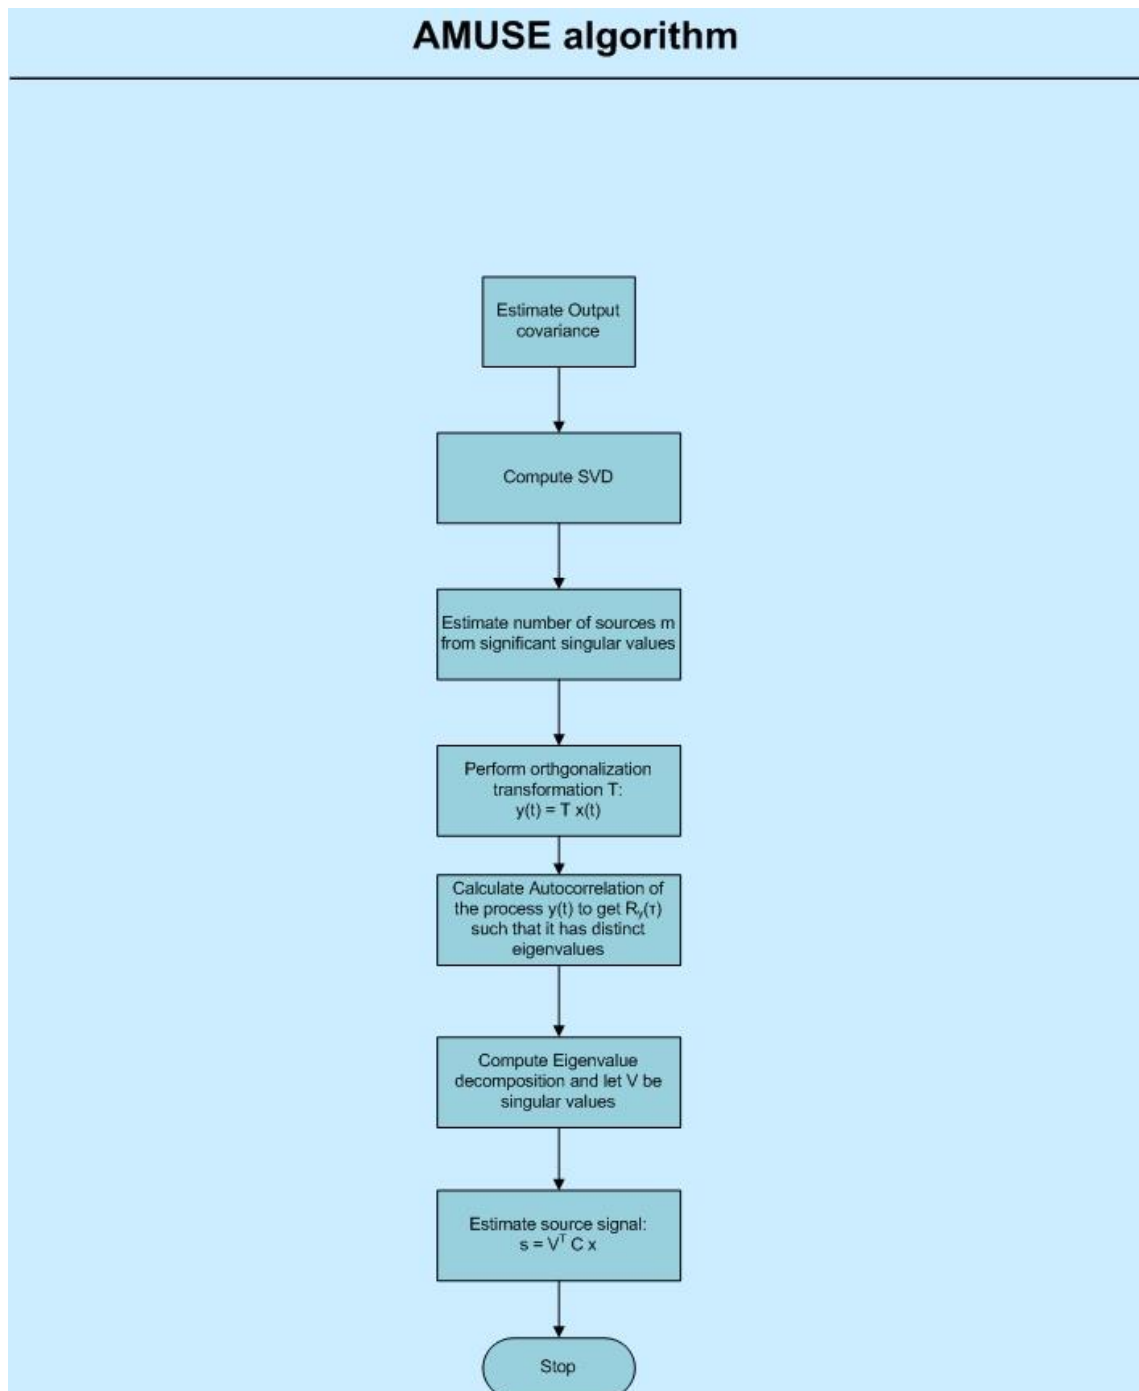 AMUSE algorithm
Estimate Output
covariance
Compute SVD
Estimate number of sources m
from significant singular values
Perform orthgonalization
transformation T:
y(t) = T x(t)
Calculate Autocorrelation of
the process y(t) to get Rᵧ(τ)
such that it has distinct
eigenvalues
Compute Eigenvalue
decomposition and let V be
singular values
Estimate source signal:
s = Vᵀ C x
Stop